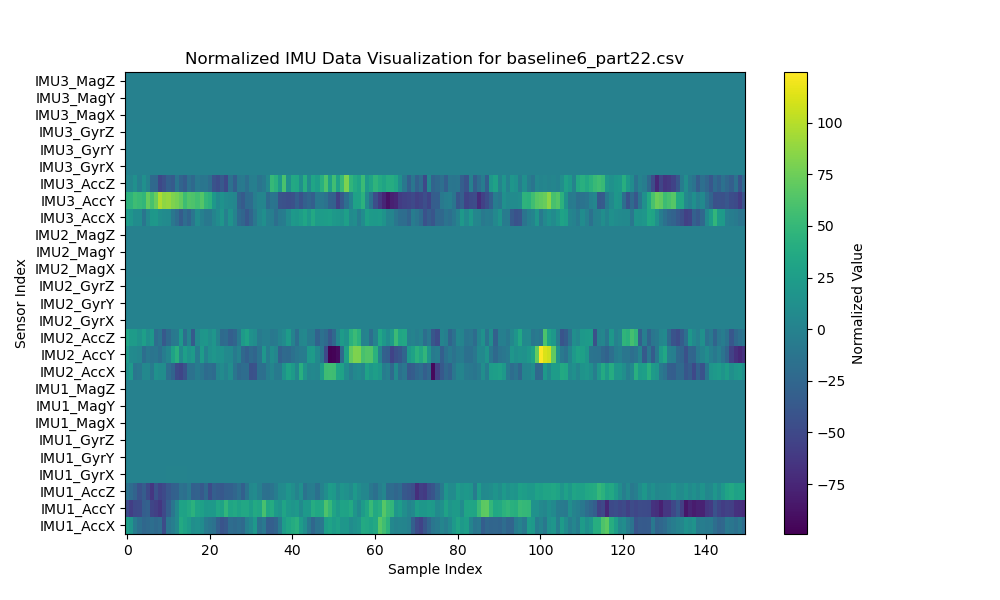 Normalized IMU Data Visualization for baseline6_part22.csv
IMU3_MagZ
IMU3_MagY
IMU3_MagX
IMU3_GyrZ
IMU3_GyrY
IMU3_GyrX
IMU3_AccZ
IMU3_AccY
IMU3_AccX
IMU2_MagZ
IMU2_MagY
IMU2_MagX
IMU2_GyrZ
IMU2_GyrY
IMU2_GyrX
IMU2_AccZ
IMU2_AccY
IMU2_AccX
IMU1_MagZ
IMU1_MagY
IMU1_MagX
IMU1_GyrZ
IMU1_GyrY
IMU1_GyrX
IMU1_AccZ
IMU1_AccY
IMU1_AccX
Sensor Index
0 20 40 60 80 100 120 140
Sample Index
100
75
50
25
0
−25
−50
−75
Normalized Value